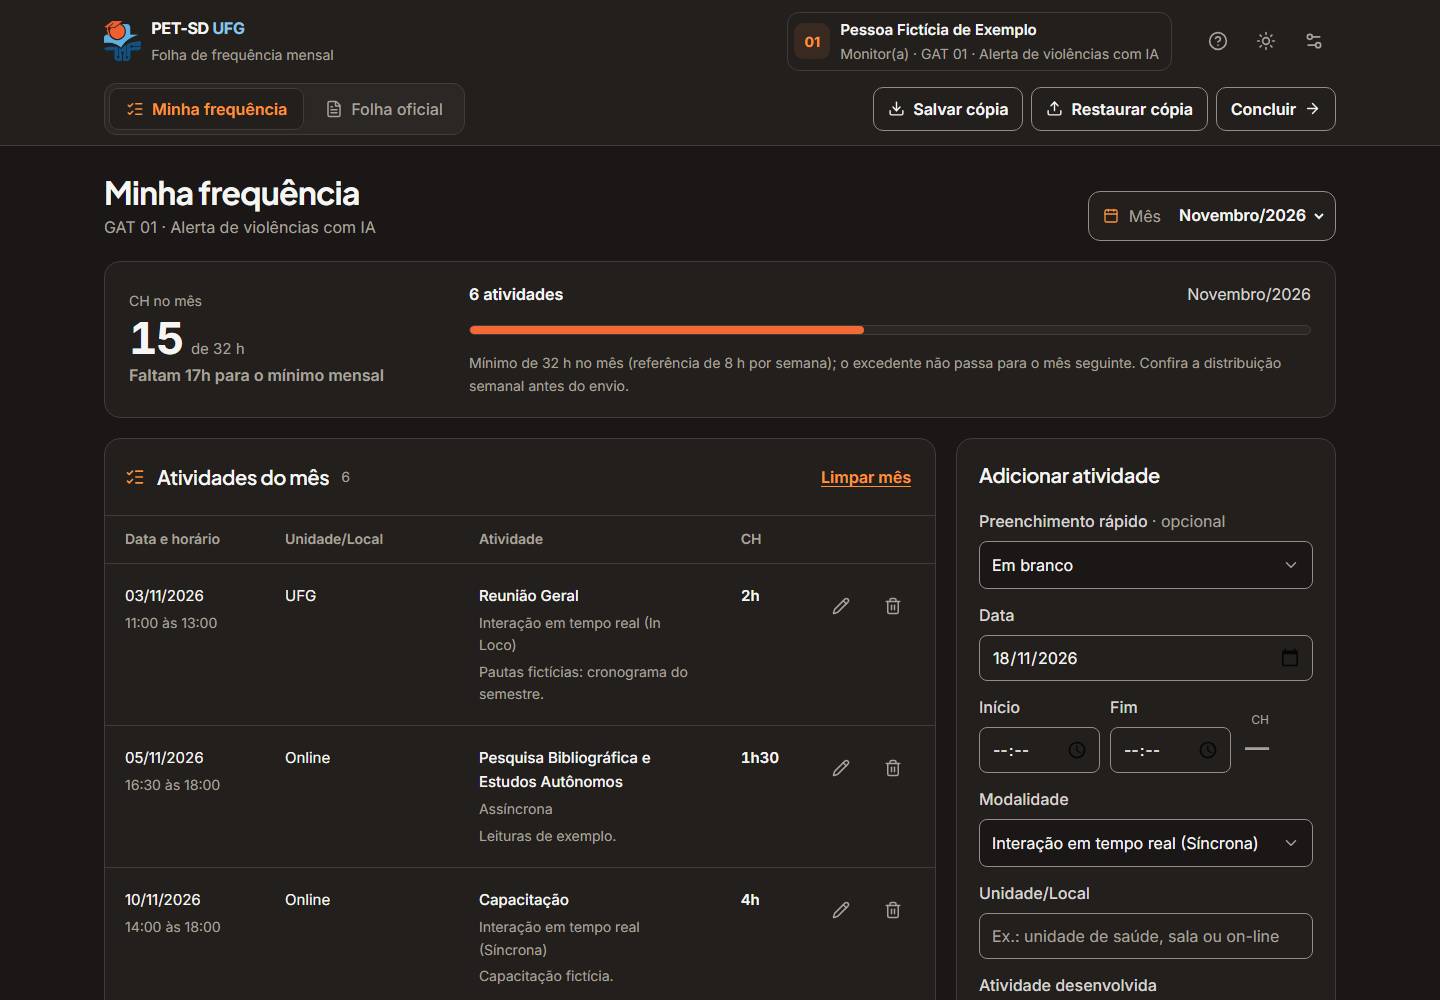 PET-SD UFG
Folha de frequência mensal
01
Pessoa Fictícia de Exemplo
Monitor(a) · GAT 01 · Alerta de violências com IA
Minha frequência
Folha oficial
Salvar cópia
Restaurar cópia
Concluir
Minha frequência
GAT 01 · Alerta de violências com IA
Mês Novembro/2026
CH no mês
15 de 32 h
Faltam 17h para o mínimo mensal
6 atividades
Novembro/2026
Mínimo de 32 h no mês (referência de 8 h por semana); o excedente não passa para o mês seguinte. Confira a distribuição
semanal antes do envio.
Atividades do mês 6
Limpar mês
Data e horário Unidade/Local Atividade CH
03/11/2026 UFG Reunião Geral 2h
11:00 às 13:00 Interação em tempo real (In
Loco)
Pautas fictícias: cronograma do
semestre.
05/11/2026 Online Pesquisa Bibliográfica e 1h30
Estudos Autônomos
16:30 às 18:00 Assíncrona
Leituras de exemplo.
10/11/2026 Online Capacitação 4h
14:00 às 18:00 Interação em tempo real
(Síncrona)
Capacitação fictícia.
Adicionar atividade
Preenchimento rápido · opcional
Em branco
Data
18/11/2026
Início Fim CH
--:-- --:-- —
Modalidade
Interação em tempo real (Síncrona)
Unidade/Local
Ex.: unidade de saúde, sala ou on-line
Atividade desenvolvida